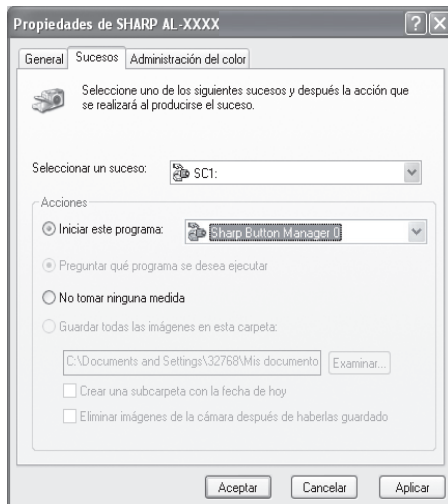 Propiedades de SHARP AL-XXXX
General Sucesos Administración del color
Seleccione uno de los siguientes sucesos y después la acción que
se realizará al producirse el suceso.
Seleccionar un suceso: SC1:
Acciones
Iniciar este programa: Sharp Button Manager 0
Preguntar qué programa se desea ejecutar
No tomar ninguna medida
Guardar todas las imágenes en esta carpeta:
C:\Documents and Settings\32768\Mis documento Examinar...
Crear una subcarpeta con la fecha de hoy
Eliminar imágenes de la cámara después de haberlas guardado
Aceptar Cancelar Aplicar